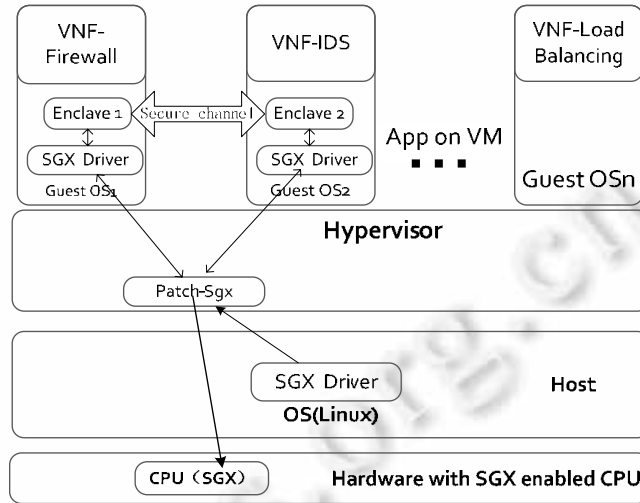 VNF-
Firewall
VNF-IDS
VNF-Load
Balancing
Enclave 1
Secure channel
Enclave 2
SGX Driver
SGX Driver
App on VM
Guest OS1
Guest OS2
Guest OSn
Hypervisor
Patch-Sgx
SGX Driver
OS(Linux)
Host
CPU（SGX）
Hardware with SGX enabled CPU
.org.cn